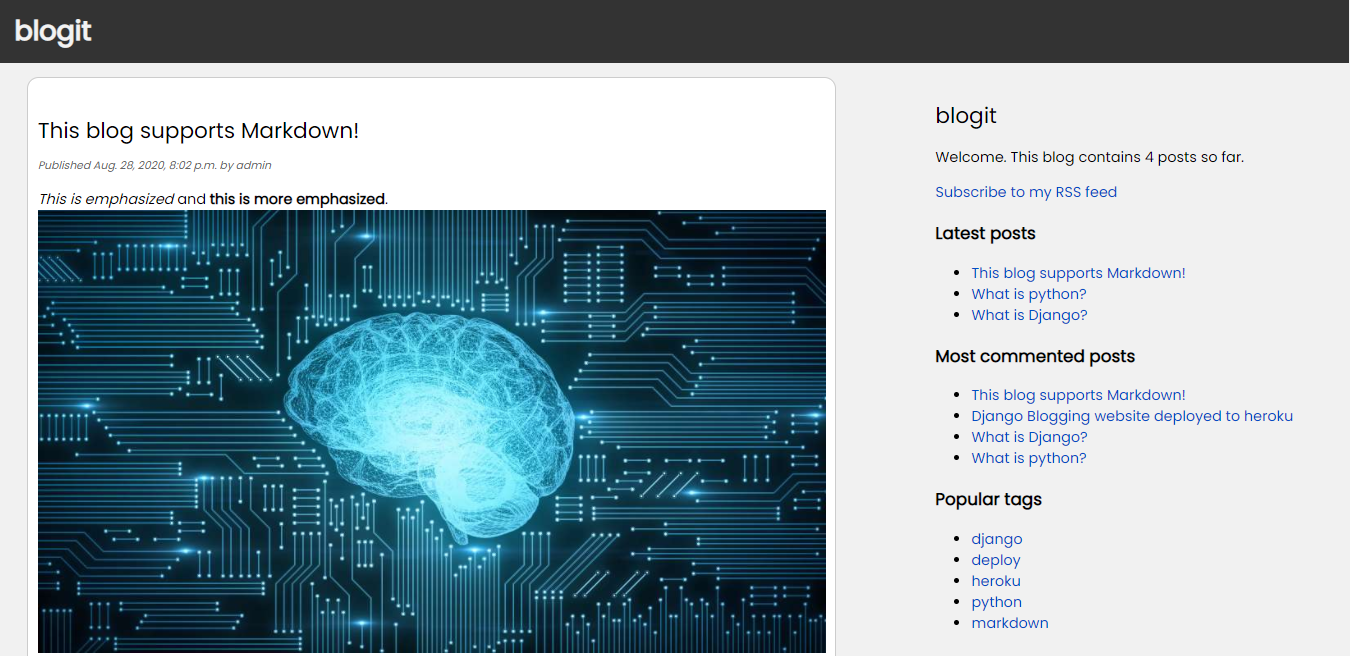 blogit
This blog supports Markdown!
Published Aug. 28, 2020, 8:02 p.m. by admin
This is emphasized and this is more emphasized.
blogit
Welcome. This blog contains 4 posts so far.
Subscribe to my RSS feed
Latest posts
This blog supports Markdown!
What is python?
What is Django?
Most commented posts
This blog supports Markdown!
Django Blogging website deployed to heroku
What is Django?
What is python?
Popular tags
django
deploy
heroku
python
markdown